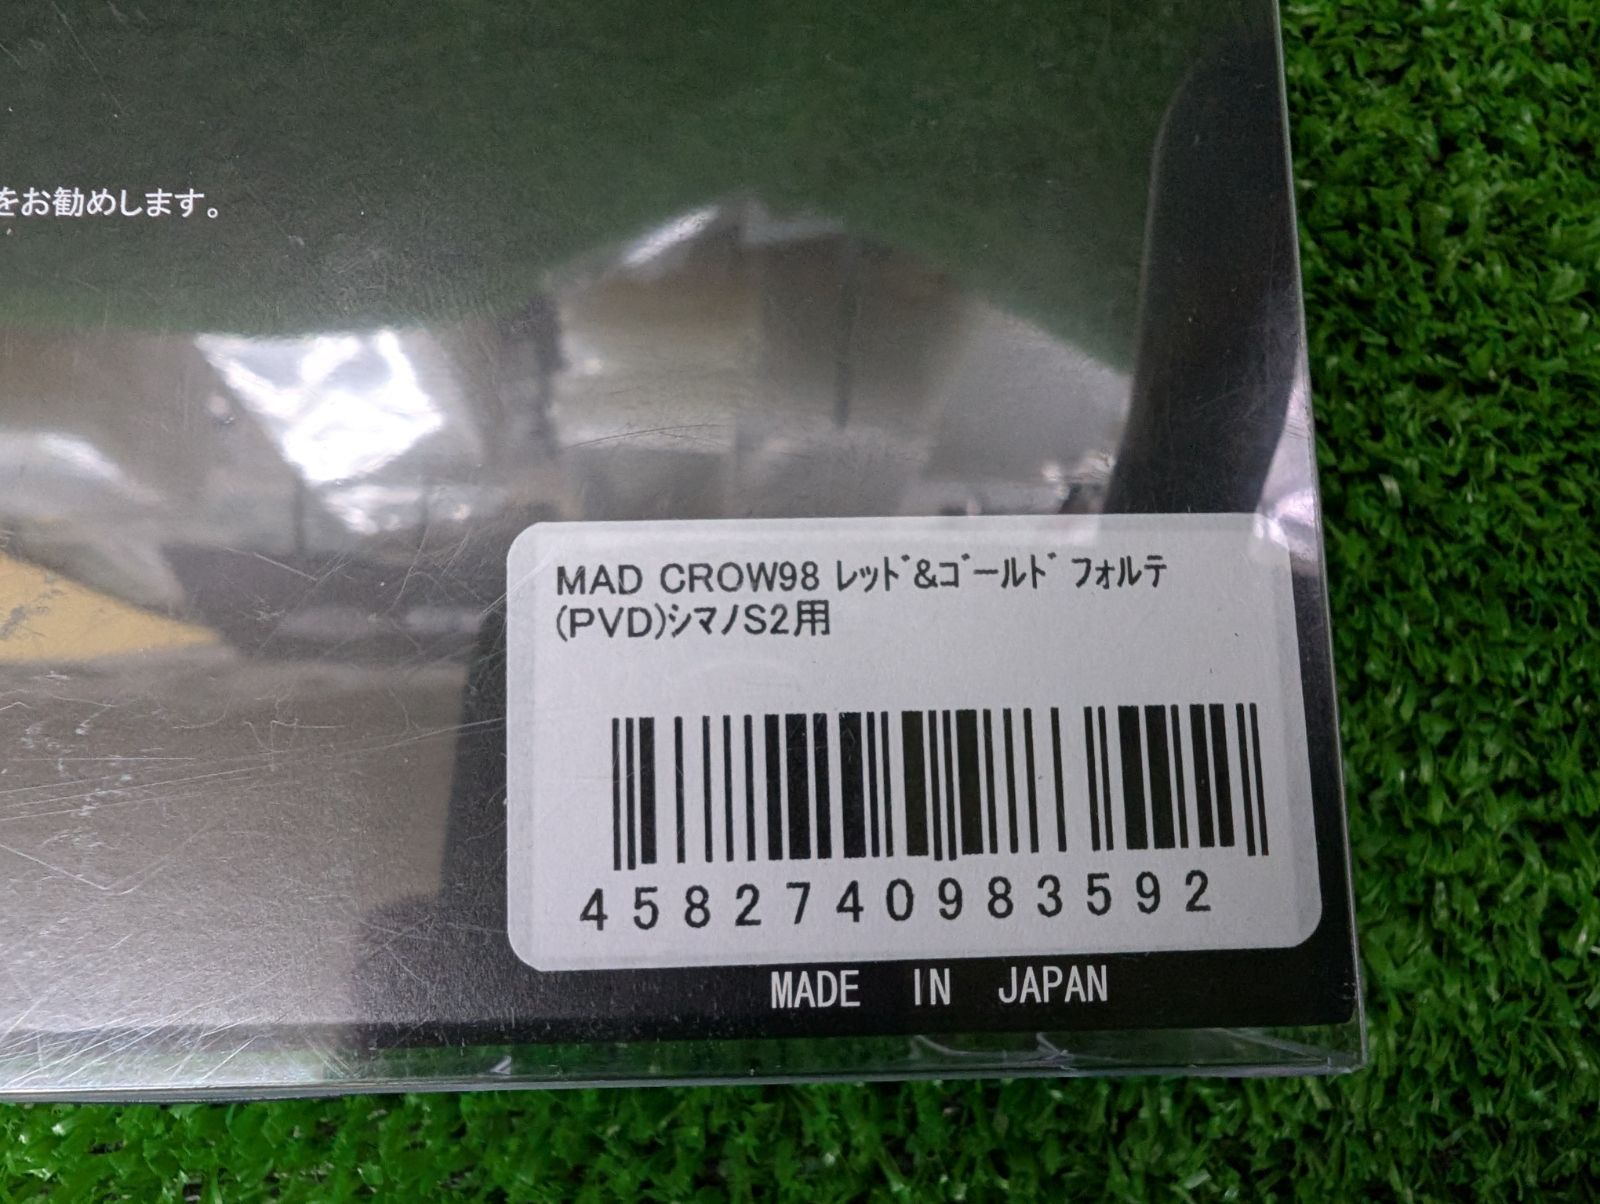 をお勧めします。
MAD CROW98 ﾚｯﾄﾞ&ｺﾞｰﾙﾄﾞ ﾌｫﾙﾃ
(PVD)ｼﾏﾉS2用
4582740983592
MADE IN JAPAN